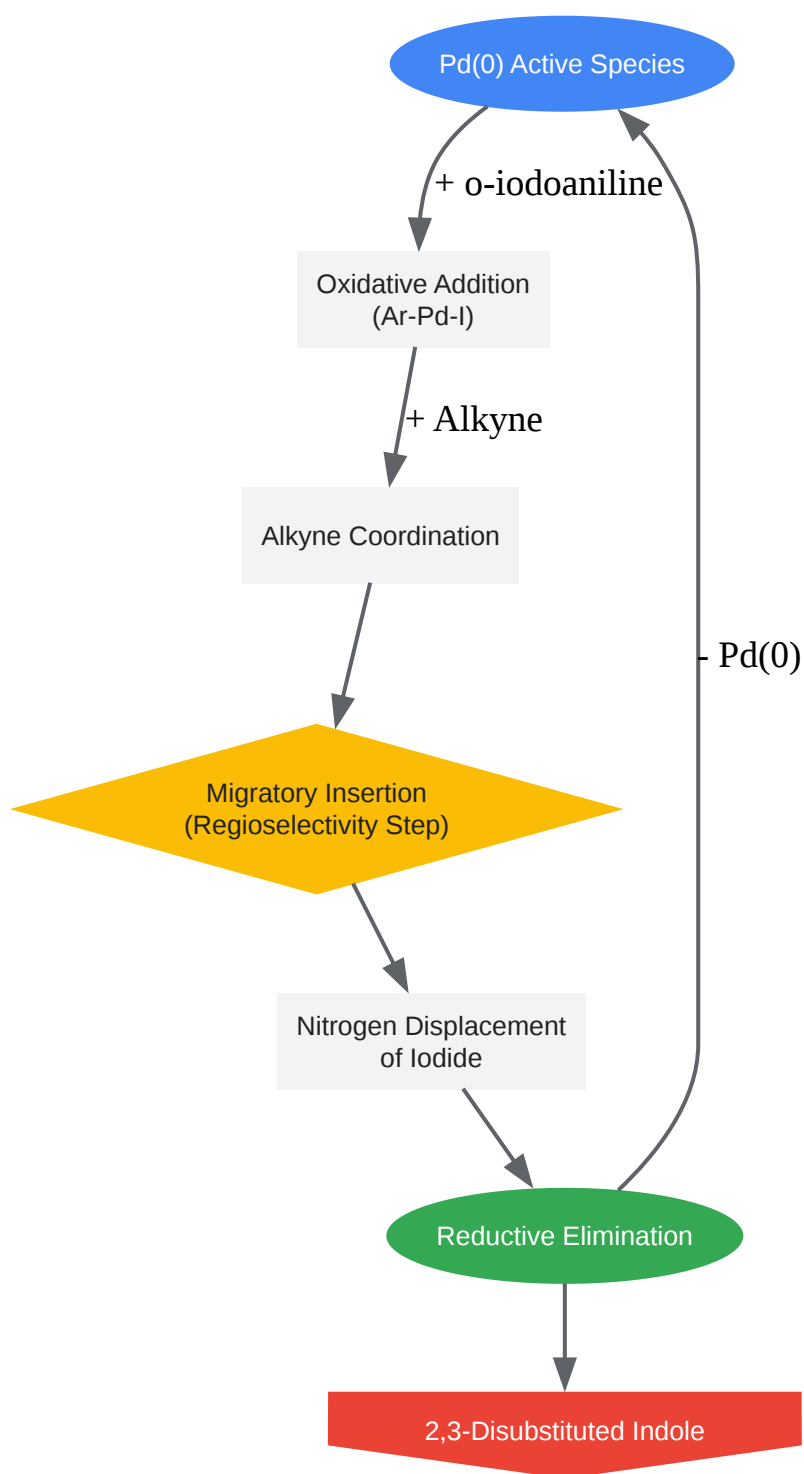 Pd(0) Active Species
+ o-iodoaniline
Oxidative Addition
(Ar-Pd-I)
+ Alkyne
Alkyne Coordination
- Pd(0)
Migratory Insertion
(Regioselectivity Step)
Nitrogen Displacement
of Iodide
Reductive Elimination
2,3-Disubstituted Indole